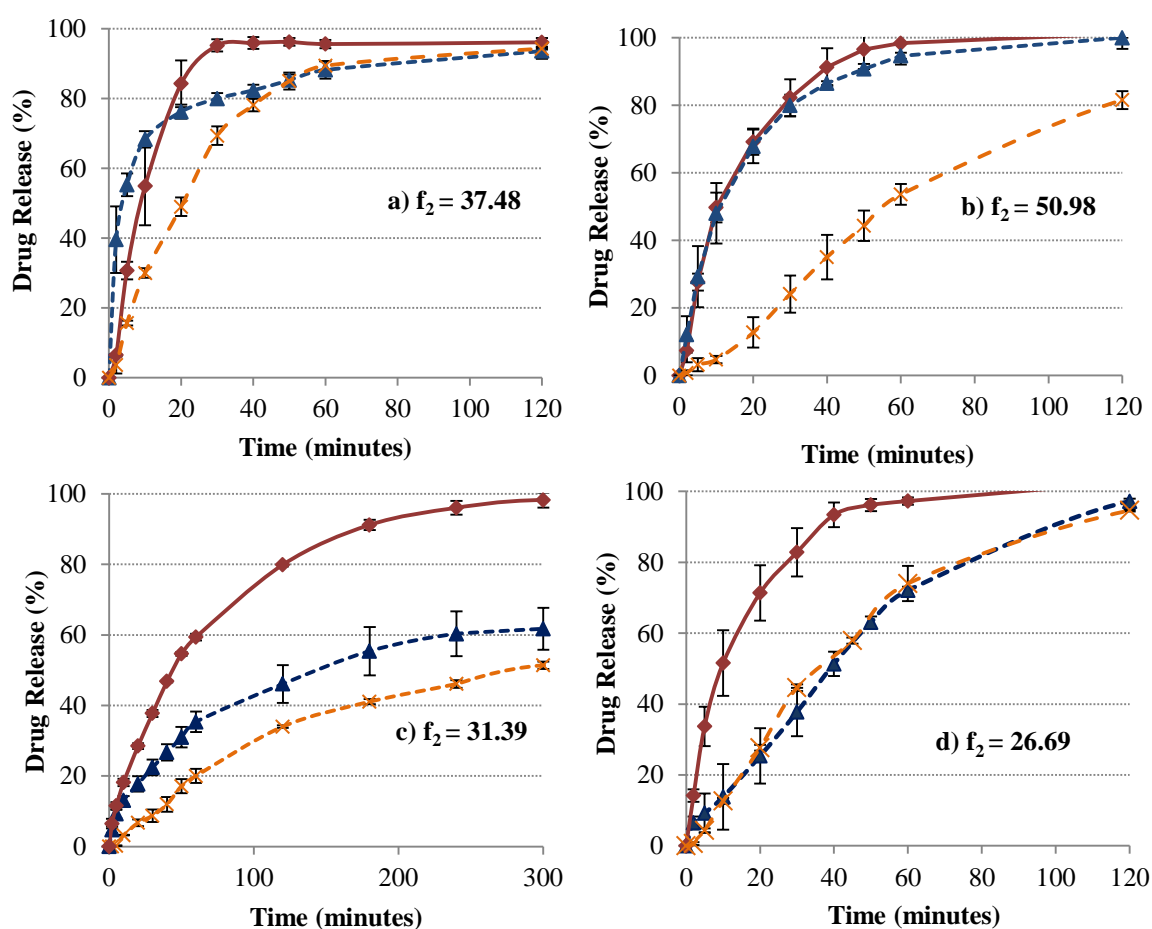 100
80
60
40
20
0
Drug Release (%)
a) f₂ = 37.48
0 20 40 60 80 100 120
Time (minutes)
100
80
60
40
20
0
Drug Release (%)
b) f₂ = 50.98
0 20 40 60 80 100 120
Time (minutes)
100
80
60
40
20
0
Drug Release (%)
c) f₂ = 31.39
0 100 200 300
Time (minutes)
100
80
60
40
20
0
Drug Release (%)
d) f₂ = 26.69
0 20 40 60 80 100 120
Time (minutes)